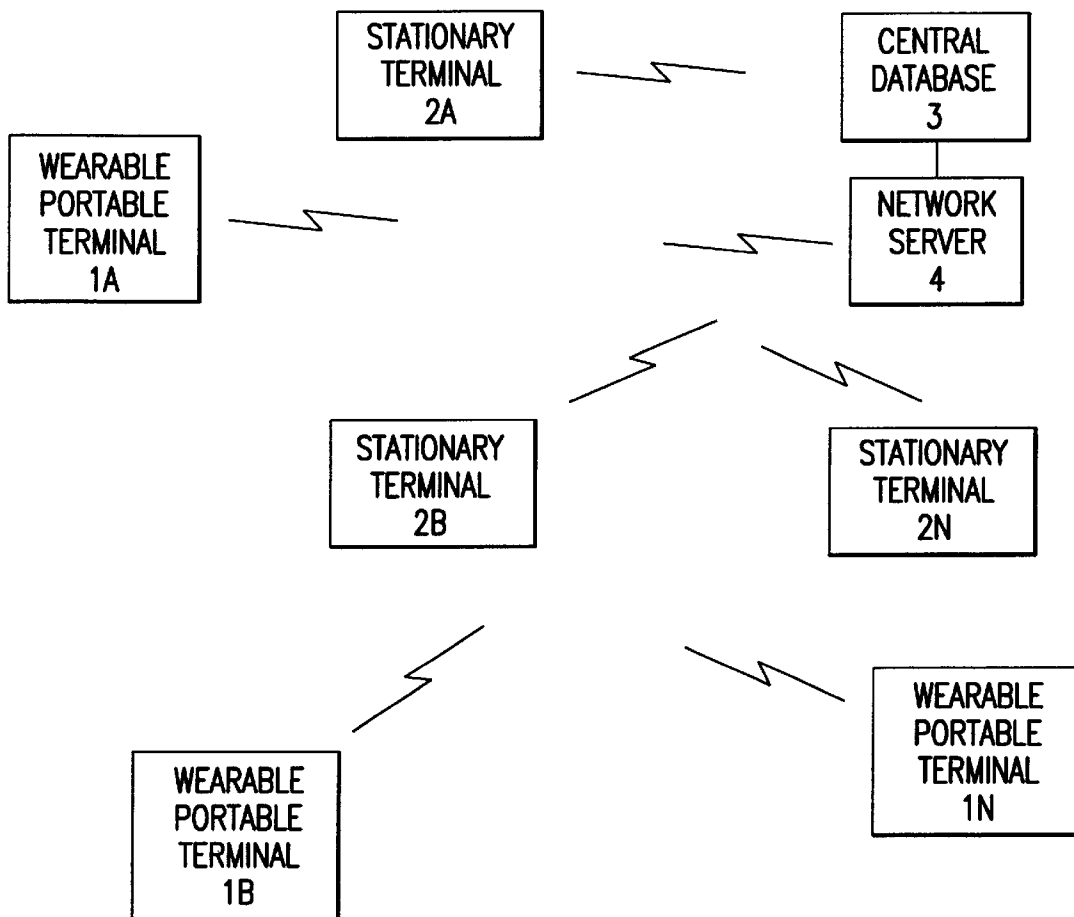 STATIONARY
TERMINAL
2A
CENTRAL
DATABASE
3
WEARABLE
PORTABLE
TERMINAL
1A
NETWORK
SERVER
4
STATIONARY
TERMINAL
2B
STATIONARY
TERMINAL
2N
WEARABLE
PORTABLE
TERMINAL
1N
WEARABLE
PORTABLE
TERMINAL
1B